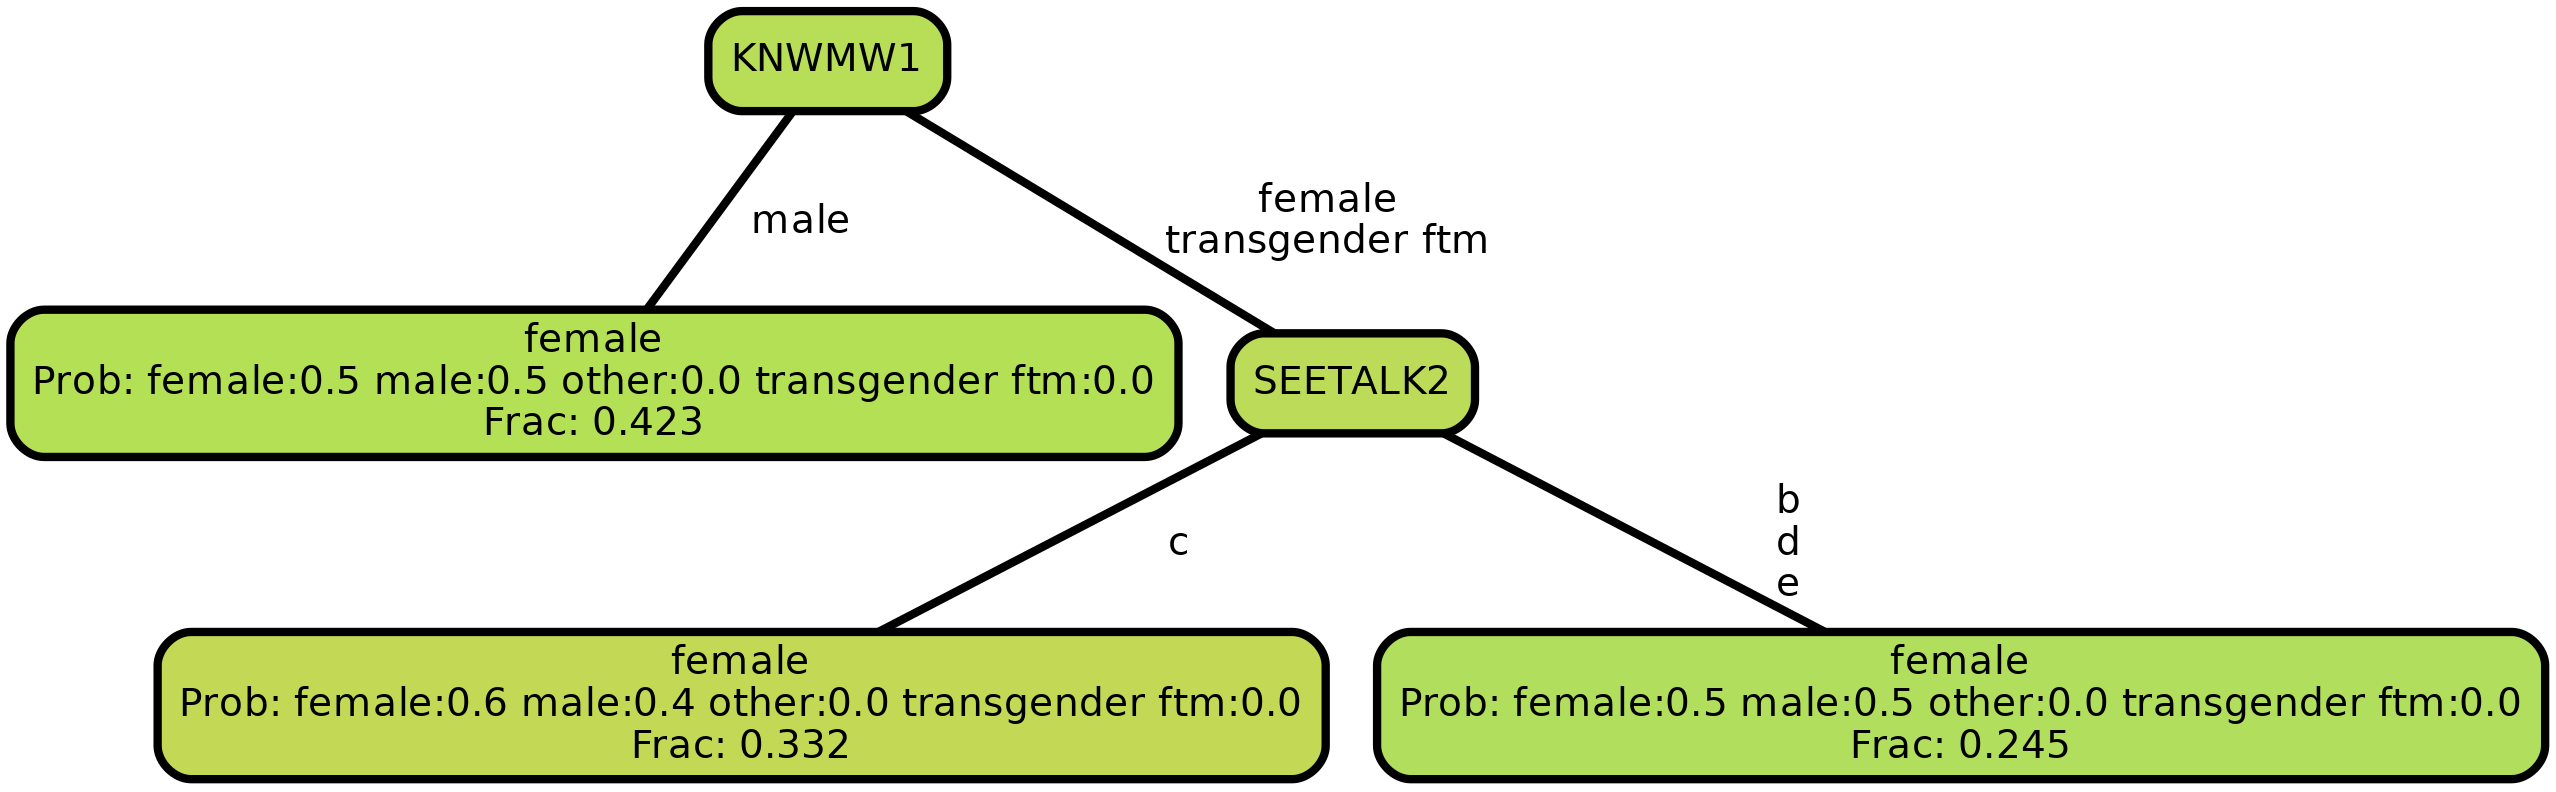 KNWMW1
male
female
transgender ftm
female
Prob: female:0.5 male:0.5 other:0.0 transgender ftm:0.0
Frac: 0.423
SEETALK2
c
b
d
e
female
Prob: female:0.6 male:0.4 other:0.0 transgender ftm:0.0
Frac: 0.332
female
Prob: female:0.5 male:0.5 other:0.0 transgender ftm:0.0
Frac: 0.245